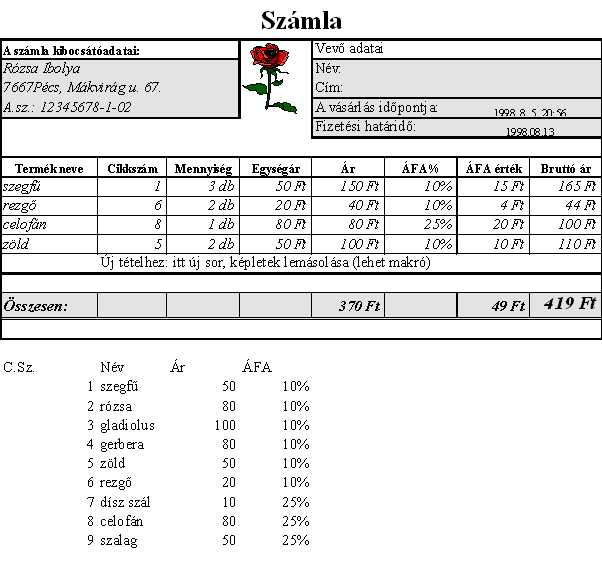 Számla
A számla kibocsátóadatai:
Rózsa Ibolya
7667Pécs, Mákvirág u. 67.
A.sz.: 12345678-1-02
Vevő adatai
Név:
Cím:
A vásárlás időpontja: 1998. 8. 5. 20:56
Fizetési határidő: 1998.08.13
Termék neve Cikkszám Mennyiség Egységár Ár ÁFA% ÁFA érték Bruttó ár
szegfű 1 3 db 50 Ft 150 Ft 10% 15 Ft 165 Ft
rezgő 6 2 db 20 Ft 40 Ft 10% 4 Ft 44 Ft
celofán 8 1 db 80 Ft 80 Ft 25% 20 Ft 100 Ft
zöld 5 2 db 50 Ft 100 Ft 10% 10 Ft 110 Ft
Új tételhez: itt új sor, képletek lemásolása (lehet makró)
Összesen: 370 Ft 49 Ft 419 Ft
C.Sz. Név Ár ÁFA
1 szegfű 50 10%
2 rózsa 80 10%
3 gladiolus 100 10%
4 gerbera 80 10%
5 zöld 50 10%
6 rezgő 20 10%
7 dísz szál 10 25%
8 celofán 80 25%
9 szalag 50 25%